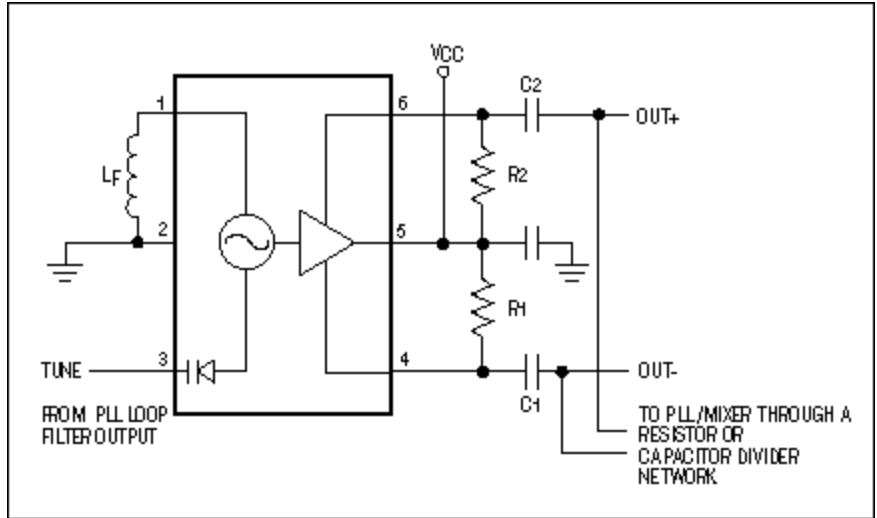 VCC
C2
1
6
OUT+
LF
R2
2
5
R1
TUNE
3
4
OUT-
C1
FROM PLL LOOP
FILTER OUTPUT
TO PLL/MIXER THROUGH A
RESISTOR OR
CAPACITOR DIVIDER
NETWORK